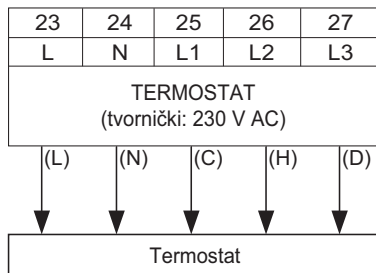 23 24 25 26 27
L N L1 L2 L3
TERMOSTAT
(tvornički: 230 V AC)
(L) (N) (C) (H) (D)
Termostat